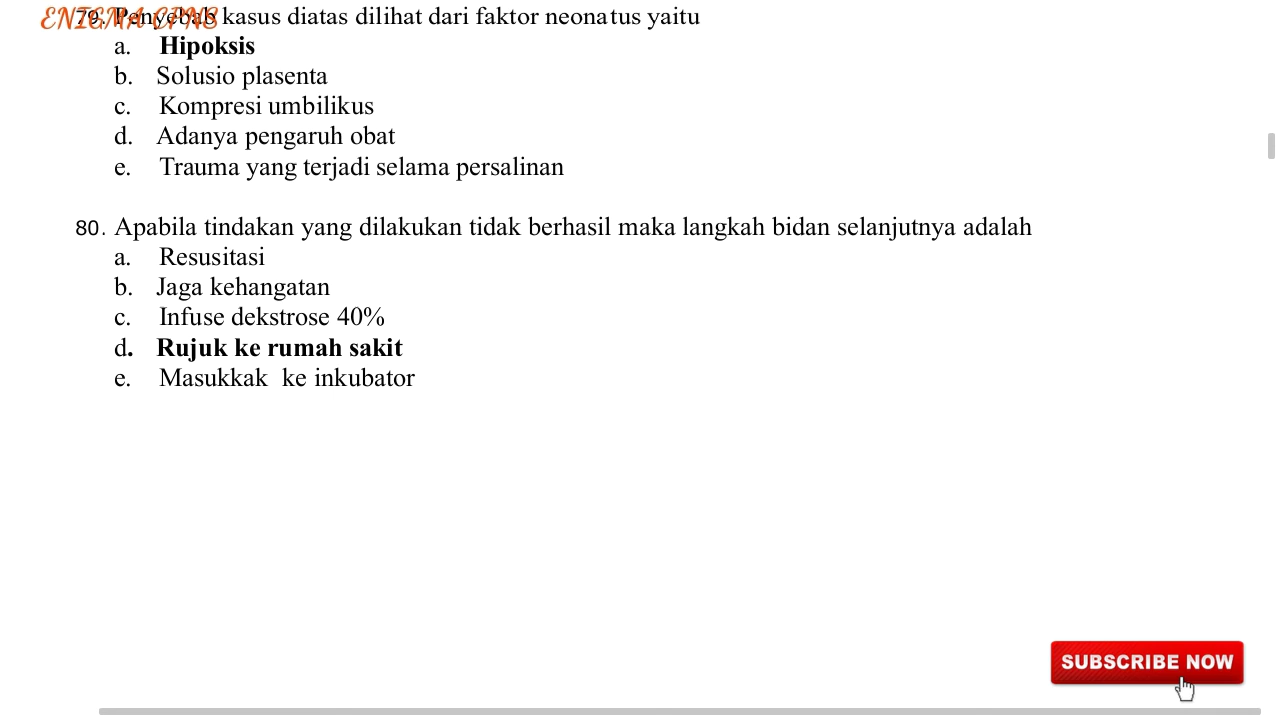 ENIGMA CPNS
79. Penyebab kasus diatas dilihat dari faktor neonatus yaitu
a. Hipoksis
b. Solusio plasenta
c. Kompresi umbilikus
d. Adanya pengaruh obat
e. Trauma yang terjadi selama persalinan
80. Apabila tindakan yang dilakukan tidak berhasil maka langkah bidan selanjutnya adalah
a. Resusitasi
b. Jaga kehangatan
c. Infuse dekstrose 40%
d. Rujuk ke rumah sakit
e. Masukkak ke inkubator
SUBSCRIBE NOW